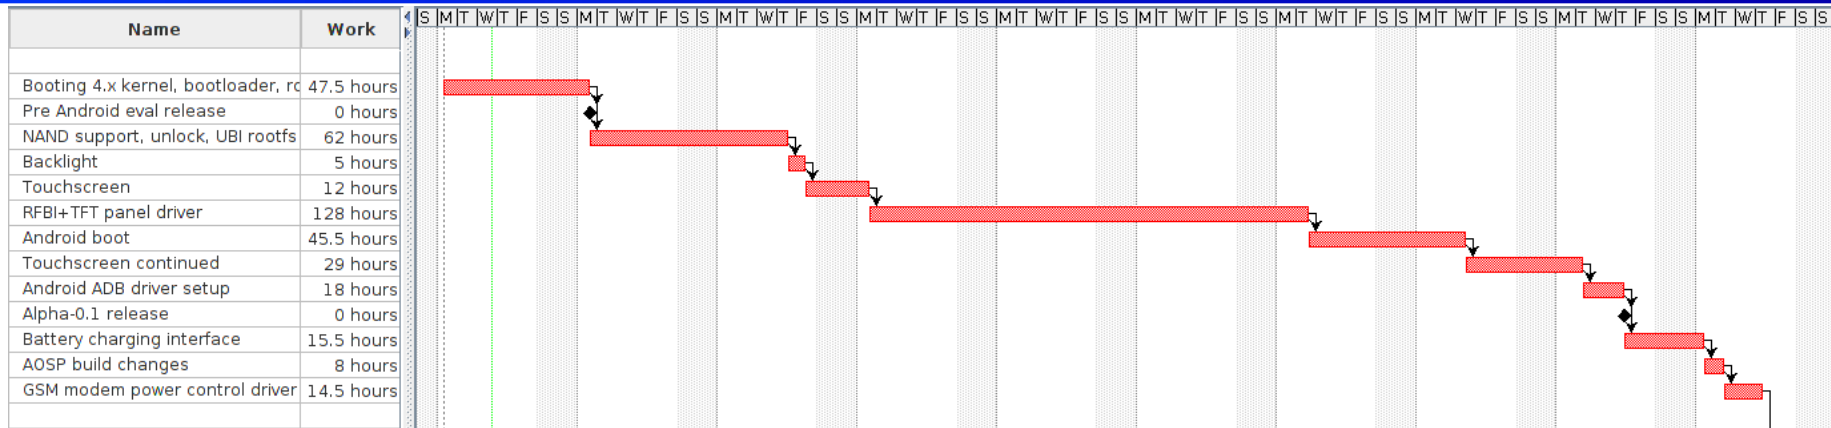 Name Work S M T W T F S S M T W T F S S M T W T F S S M T W T F S S M T W T F S S M T W T F S S M T W T F S S M T W T F S S M T W T F S S M T W T F S S
Booting 4.x kernel, bootloader, 47.5 hours
Pre Android eval release 0 hours
NAND support, unlock, UBI rootfs 62 hours
Backlight 5 hours
Touchscreen 12 hours
RFBI+TFT panel driver 128 hours
Android boot 45.5 hours
Touchscreen continued 29 hours
Android ADB driver setup 18 hours
Alpha-0.1 release 0 hours
Battery charging interface 15.5 hours
AOSP build changes 8 hours
GSM modem power control driver 14.5 hours